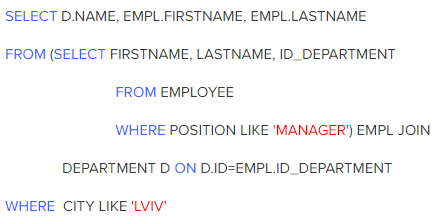 SELECT D.NAME, EMPL.FIRSTNAME, EMPL.LASTNAME
FROM (SELECT FIRSTNAME, LASTNAME, ID_DEPARTMENT
FROM EMPLOYEE
WHERE POSITION LIKE 'MANAGER') EMPL JOIN
DEPARTMENT D ON D.ID=EMPL.ID_DEPARTMENT
WHERE CITY LIKE 'LVIV'